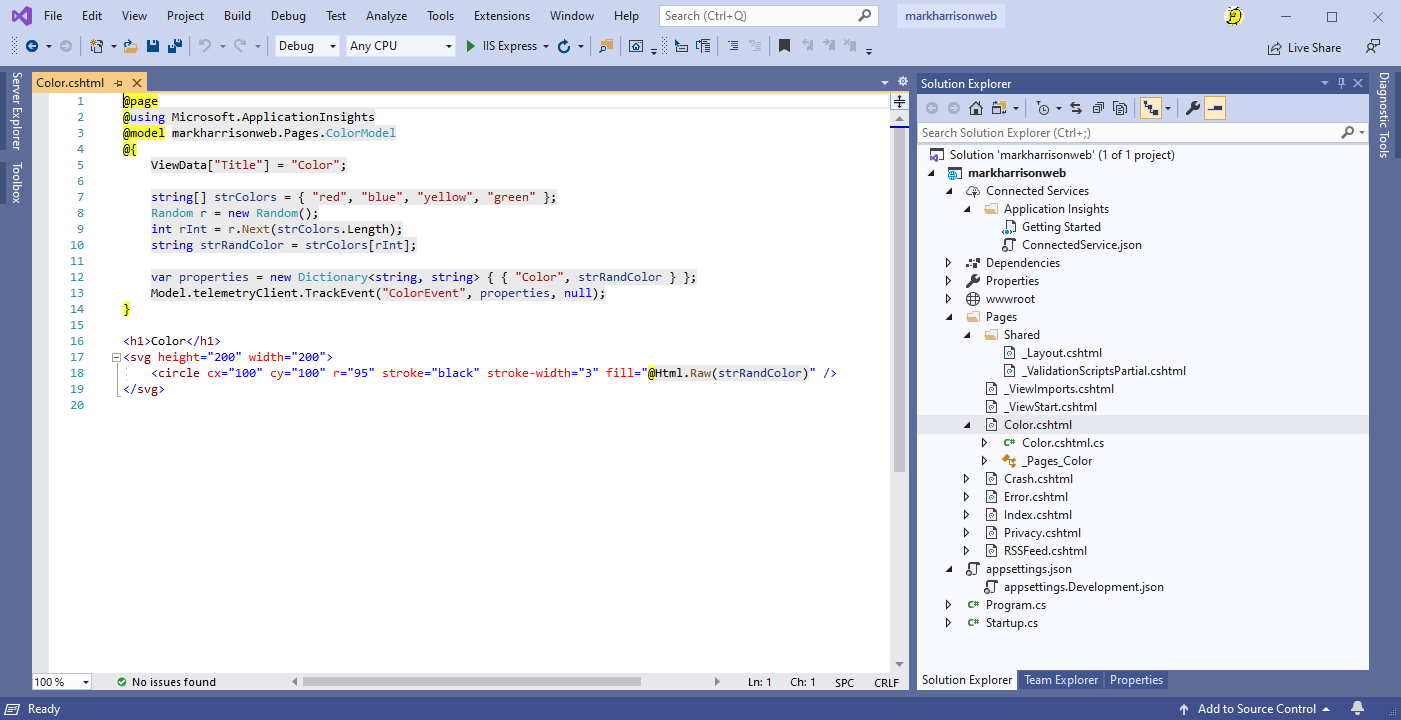 File Edit View Project Build Debug Test Analyze Tools Extensions Window Help Search (Ctrl+Q) markharrisonweb
Debug Any CPU IIS Express Live Share
Server Explorer
Toolbox
Color.cshtml
1 @page
2 @using Microsoft.ApplicationInsights
3 @model markharrisonweb.Pages.ColorModel
4 @{
5 ViewData["Title"] = "Color";
6
7 string[] strColors = { "red", "blue", "yellow", "green" };
8 Random r = new Random();
9 int rInt = r.Next(strColors.Length);
10 string strRandColor = strColors[rInt];
11
12 var properties = new Dictionary<string, string> { { "Color", strRandColor } };
13 Model.telemetryClient.TrackEvent("ColorEvent", properties, null);
14 }
15
16 <h1>Color</h1>
17 <svg height="200" width="200">
18 <circle cx="100" cy="100" r="95" stroke="black" stroke-width="3" fill="@Html.Raw(strRandColor)" />
19 </svg>
20
100 % No issues found Ln: 1 Ch: 1 SPC CRLF
Solution Explorer
Search Solution Explorer (Ctrl+;)
Solution 'markharrisonweb' (1 of 1 project)
markharrisonweb
Connected Services
Application Insights
Getting Started
ConnectedService.json
Dependencies
Properties
wwwroot
Pages
Shared
_Layout.cshtml
_ValidationScriptsPartial.cshtml
_ViewImports.cshtml
_ViewStart.cshtml
Color.cshtml
C# Color.cshtml.cs
_Pages_Color
Crash.cshtml
Error.cshtml
Index.cshtml
Privacy.cshtml
RSSFeed.cshtml
appsettings.json
appsettings.Development.json
C# Program.cs
C# Startup.cs
Solution Explorer Team Explorer Properties
Diagnostic Tools
Ready Add to Source Control